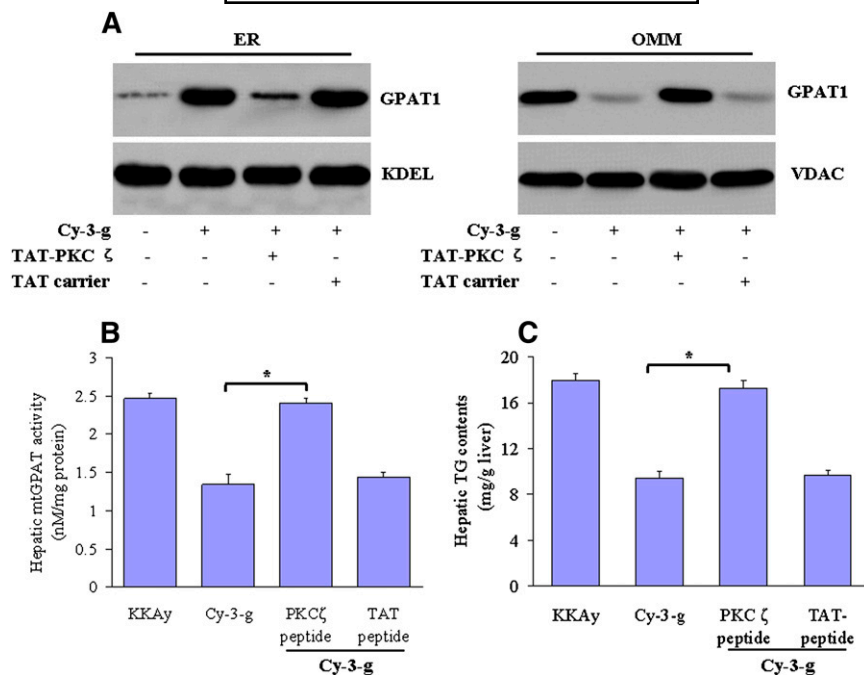 A
ER
OMM
GPAT1
GPAT1
KDEL
VDAC
Cy-3-g - + + +
TAT-PKC ζ - - + -
TAT carrier - - - +
Cy-3-g - + + +
TAT-PKC ζ - - + -
TAT carrier - - - +
B
Hepatic mtGPAT activity
(nM/mg protein)
3
2.5
2
1.5
1
0.5
0
*
KKAy Cy-3-g PKCζ TAT
peptide peptide
Cy-3-g
C
Hepatic TG contents
(mg/g liver)
20
16
12
8
4
0
*
KKAy Cy-3-g PKC ζ TAT-
peptide peptide
Cy-3-g